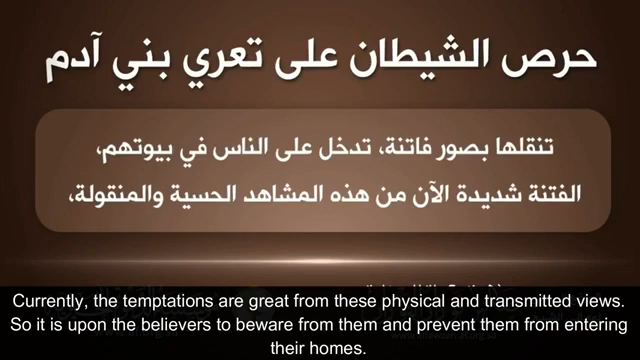 حرص الشيطان على تعري بني آدم
تنقلها بصور فاتنة، تدخل على الناس في بيوتهم،
الفتنة شديدة الآن من هذه المشاهد الحسية والمنقولة،
Currently, the temptations are great from these physical and transmitted views.
So it is upon the believers to beware from them and prevent them from entering
their homes.